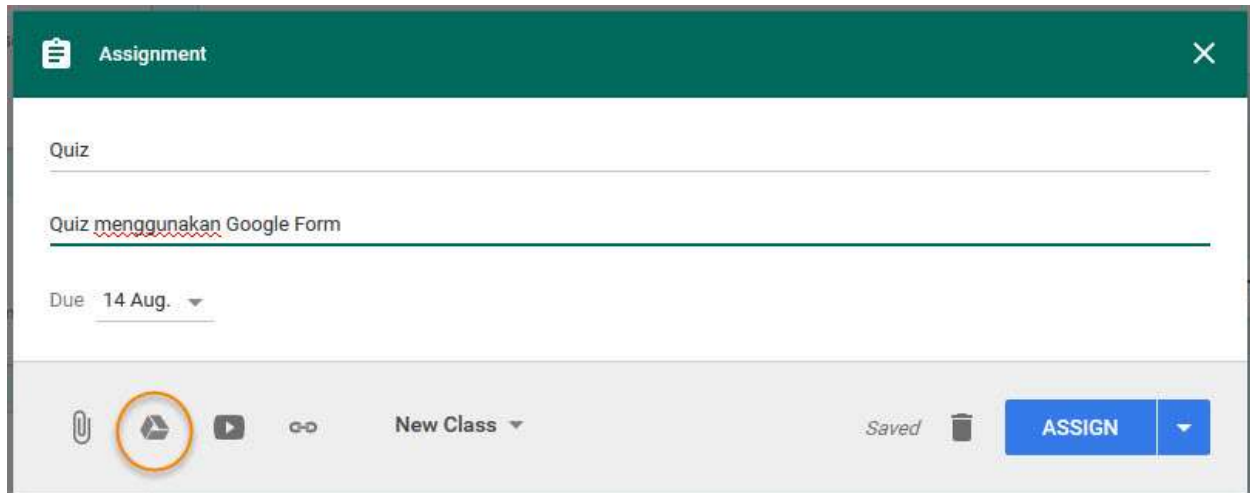 Assignment
Quiz
Quiz menggunakan Google Form
Due 14 Aug.
New Class
Saved
ASSIGN